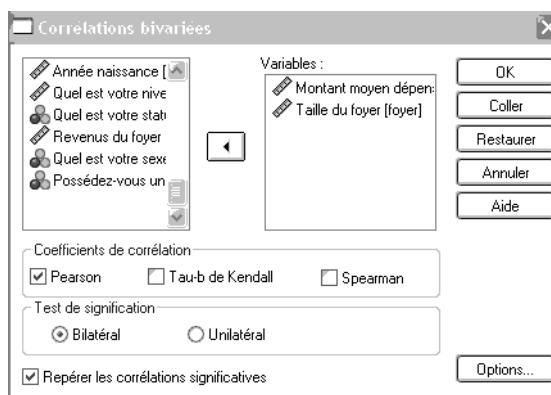 Corrélations bivariées
Année naissance [
Quel est votre nive
Quel est votre statu
Revenus du foyer
Quel est votre sexe
Possédez-vous un
Variables :
Montant moyen dépens
Taille du foyer [foyer]
OK
Coller
Restaurer
Annuler
Aide
Coefficients de corrélation
Pearson
Tau-b de Kendall
Spearman
Test de signification
Bilatéral
Unilatéral
Repérer les corrélations significatives
Options...